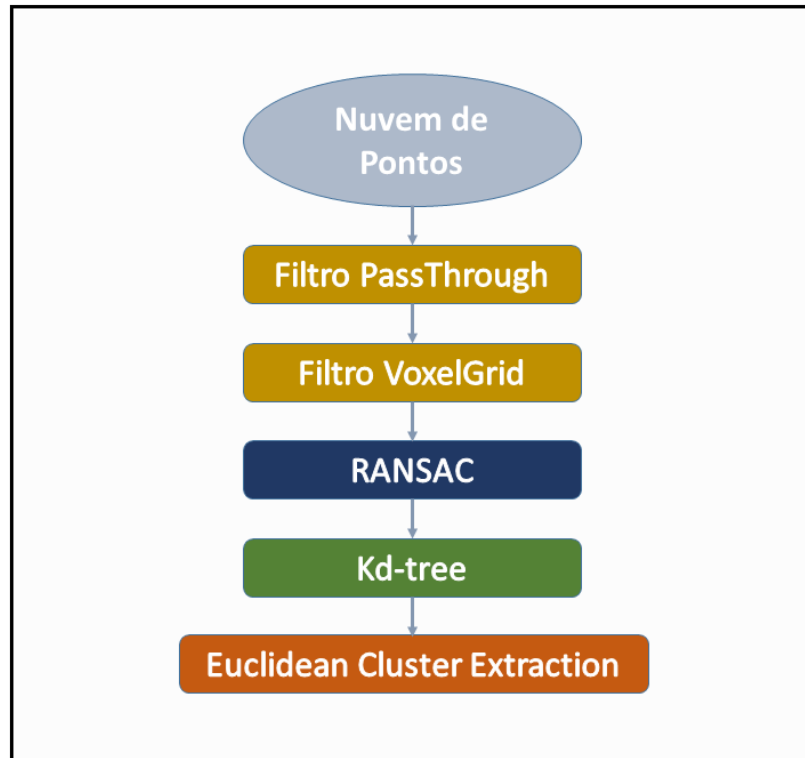 Nuvem de
Pontos
Filtro PassThrough
Filtro VoxelGrid
RANSAC
Kd-tree
Euclidean Cluster Extraction